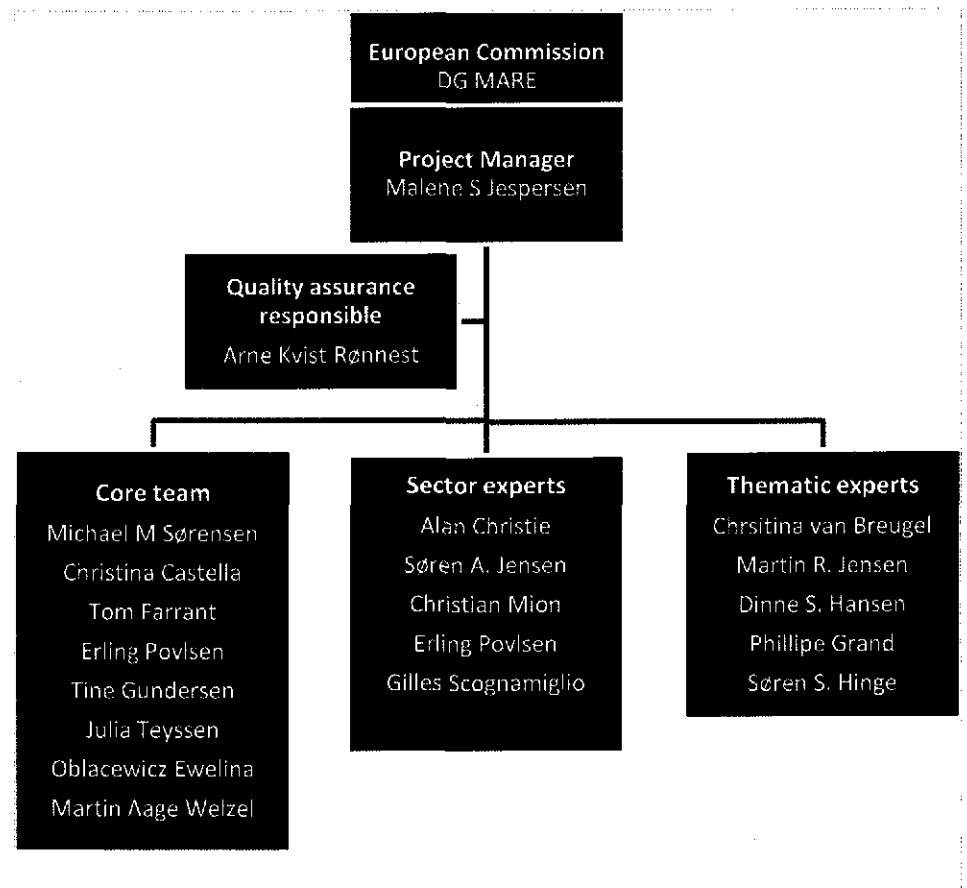 European Commission
DG MARE
Project Manager
Malene S Jespersen
Quality assurance
responsible
Arne Kvist Rønnest
Core team
Michael M Sørensen
Christina Castella
Tom Farrant
Erling Povlsen
Tine Gundersen
Julia Teyssen
Oblacewicz Ewelina
Martin Aage Welzel
Sector experts
Alan Christie
Søren A. Jensen
Christian Mion
Erling Povlsen
Gilles Scognamiglio
Thematic experts
Chrsitina van Breugel
Martin R. Jensen
Dinne S. Hansen
Phillipe Grand
Søren S. Hinge